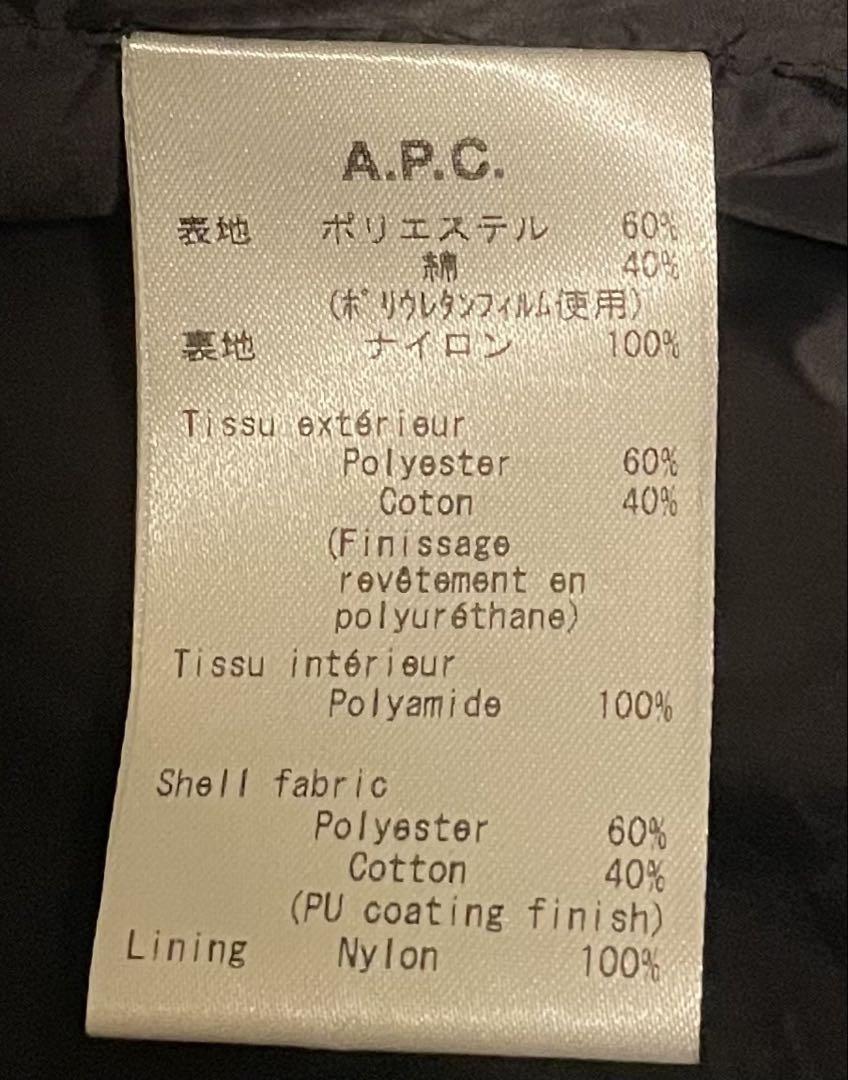 A.P.C.
表地 ポリエステル 60%
綿 40%
(ポリウレタンフィルム使用)
裏地 ナイロン 100%
Tissu extérieur
Polyester 60%
Coton 40%
(Finissage
revêtement en
polyuréthane)
Tissu intérieur
Polyamide 100%
Shell fabric
Polyester 60%
Cotton 40%
(PU coating finish)
Lining Nylon 100%